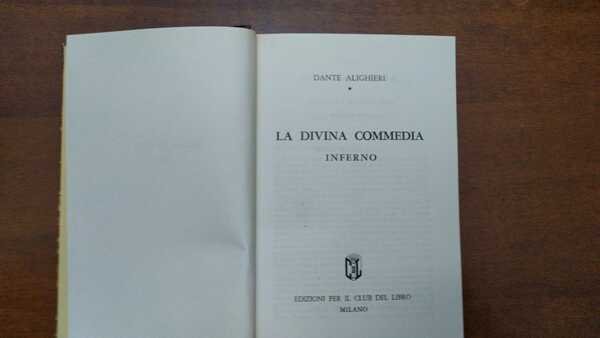 DANTE ALIGHIERI
LA DIVINA COMMEDIA
INFERNO
EDIZIONI PER IL CLUB DEL LIBRO
MILANO